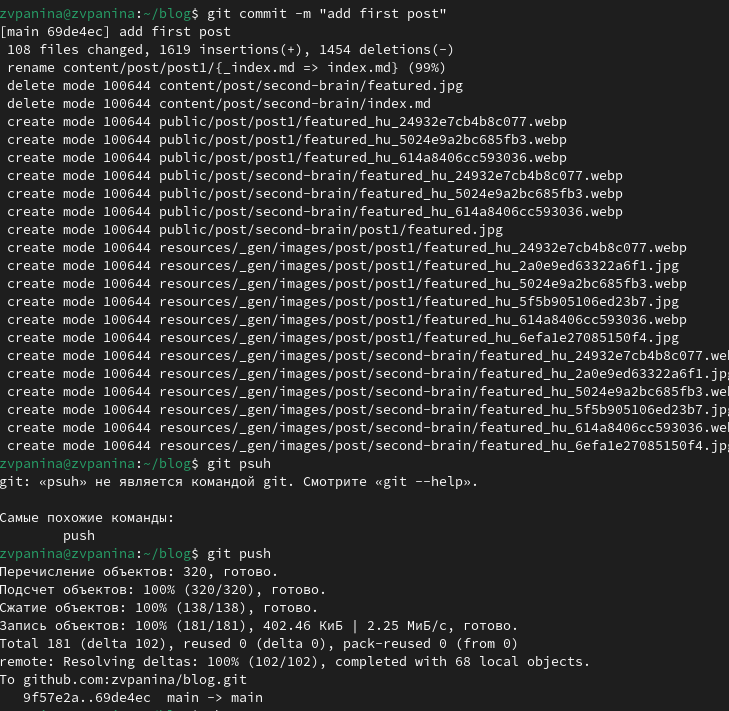 zvpanina@zvpanina:~/blog$ git commit -m "add first post"
[main 69de4ec] add first post
 108 files changed, 1619 insertions(+), 1454 deletions(-)
 rename content/post/post1/{_index.md => index.md} (99%)
 delete mode 100644 content/post/second-brain/featured.jpg
 delete mode 100644 content/post/second-brain/index.md
 create mode 100644 public/post/post1/featured_hu_24932e7cb4b8c077.webp
 create mode 100644 public/post/post1/featured_hu_5024e9a2bc685fb3.webp
 create mode 100644 public/post/post1/featured_hu_614a8406cc593036.webp
 create mode 100644 public/post/second-brain/featured_hu_24932e7cb4b8c077.webp
 create mode 100644 public/post/second-brain/featured_hu_5024e9a2bc685fb3.webp
 create mode 100644 public/post/second-brain/featured_hu_614a8406cc593036.webp
 create mode 100644 public/post/second-brain/post1/featured.jpg
 create mode 100644 resources/_gen/images/post/post1/featured_hu_24932e7cb4b8c077.webp
 create mode 100644 resources/_gen/images/post/post1/featured_hu_2a0e9ed63322a6f1.jpg
 create mode 100644 resources/_gen/images/post/post1/featured_hu_5024e9a2bc685fb3.webp
 create mode 100644 resources/_gen/images/post/post1/featured_hu_5f5b905106ed23b7.jpg
 create mode 100644 resources/_gen/images/post/post1/featured_hu_614a8406cc593036.webp
 create mode 100644 resources/_gen/images/post/post1/featured_hu_6efa1e27085150f4.jpg
 create mode 100644 resources/_gen/images/post/second-brain/featured_hu_24932e7cb4b8c077.we
 create mode 100644 resources/_gen/images/post/second-brain/featured_hu_2a0e9ed63322a6f1.jp
 create mode 100644 resources/_gen/images/post/second-brain/featured_hu_5024e9a2bc685fb3.we
 create mode 100644 resources/_gen/images/post/second-brain/featured_hu_5f5b905106ed23b7.jp
 create mode 100644 resources/_gen/images/post/second-brain/featured_hu_614a8406cc593036.we
 create mode 100644 resources/_gen/images/post/second-brain/featured_hu_6efa1e27085150f4.jp
zvpanina@zvpanina:~/blog$ git psuh
git: «psuh» не является командой git. Смотрите «git --help».
Самые похожие команды:
        push
zvpanina@zvpanina:~/blog$ git push
Перечисление объектов: 320, готово.
Подсчет объектов: 100% (320/320), готово.
Сжатие объектов: 100% (138/138), готово.
Запись объектов: 100% (181/181), 402.46 КиБ | 2.25 МиБ/с, готово.
Total 181 (delta 102), reused 0 (delta 0), pack-reused 0 (from 0)
remote: Resolving deltas: 100% (102/102), completed with 68 local objects.
To github.com:zvpanina/blog.git
   9f57e2a..69de4ec  main -> main